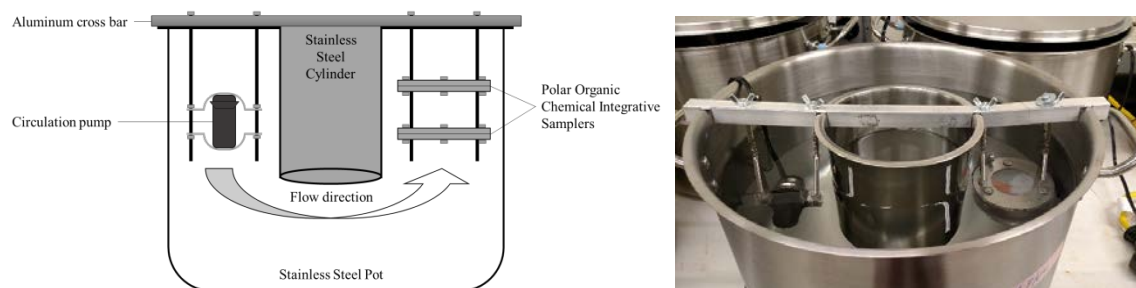 Aluminum cross bar
Stainless
Steel
Cylinder
Polar Organic
Chemical Integrative
Samplers
Circulation pump
Flow direction
Stainless Steel Pot